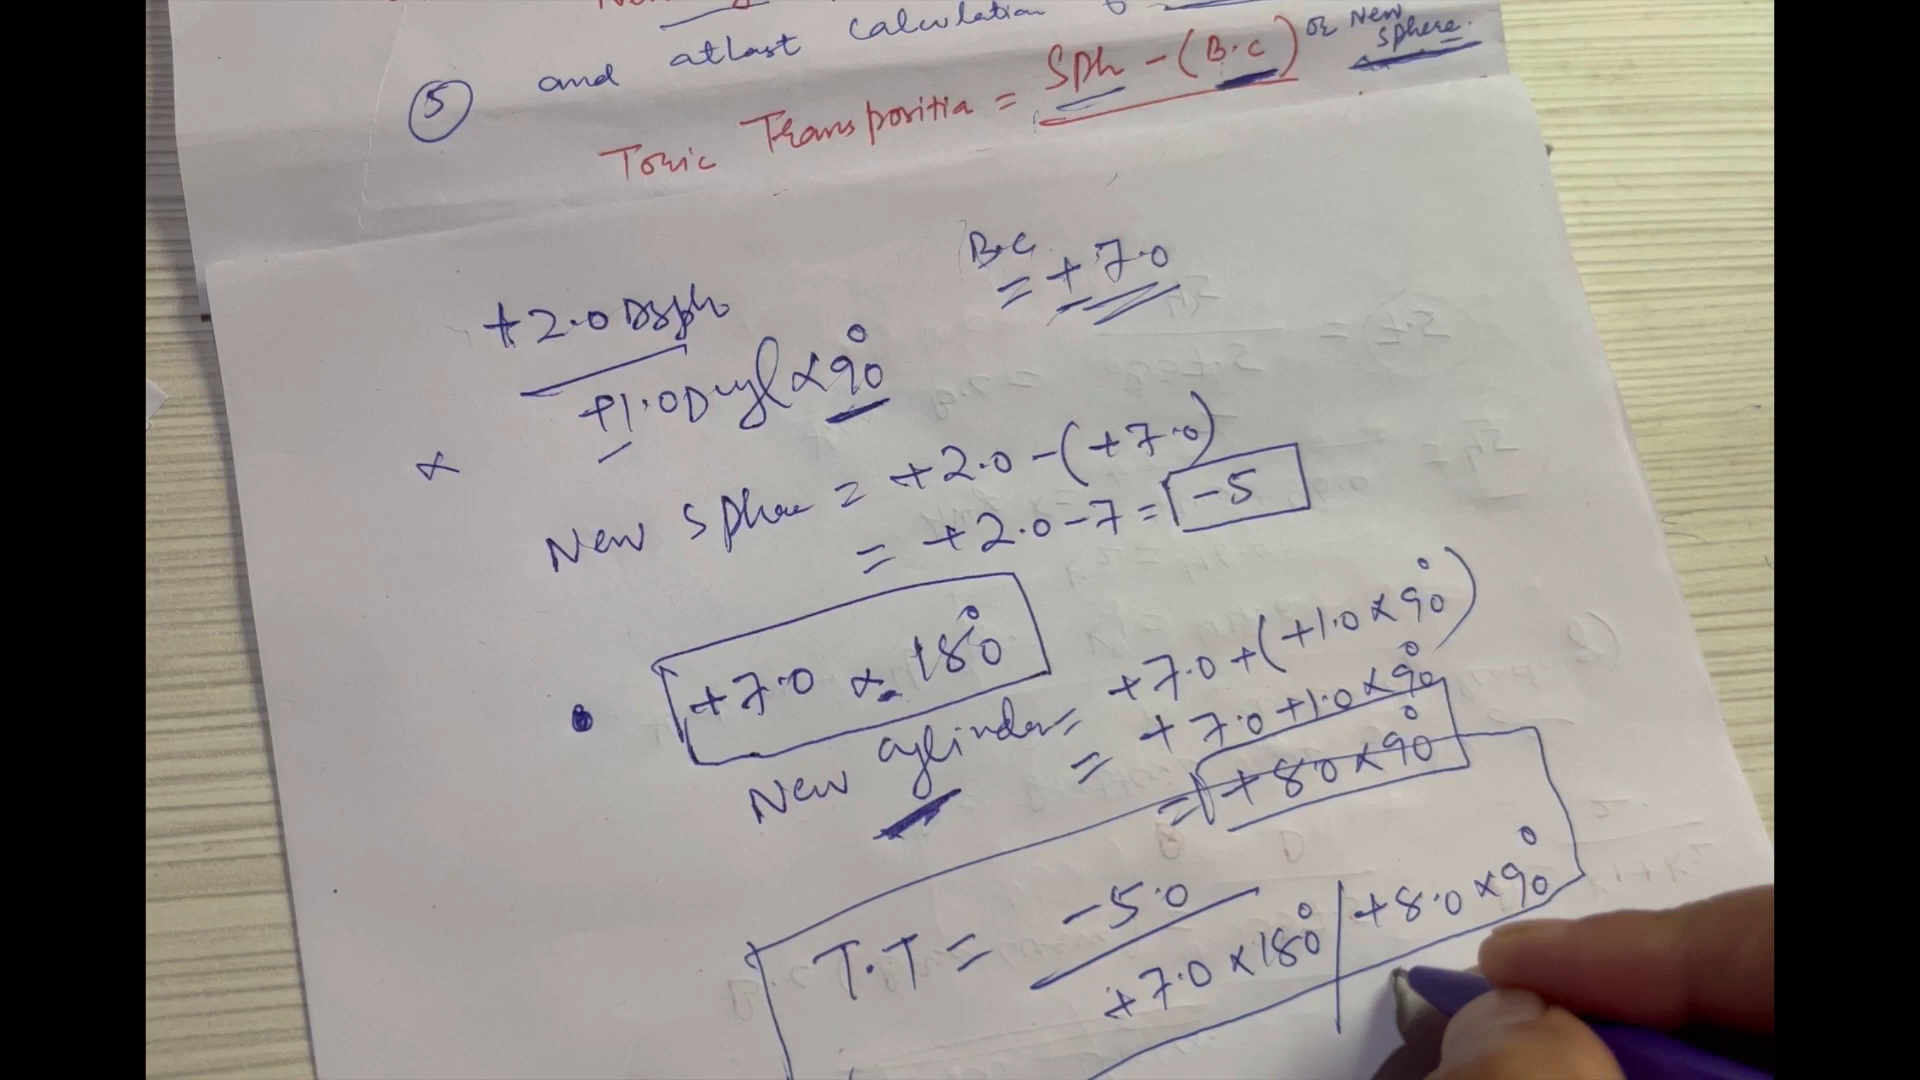 and atlast calculation
⑤
Toric Transposition = Sph - (B.C) or New Sphere.
B.C = +7.0
+2.0 Dsph
+1.0 Dcyl x 90°
x
New Sphere = +2.0 - (+7.0)
= +2.0 - 7 = -5
+7.0 x 180°
New cylinder = +7.0 + (+1.0 x 90°)
= +7.0 + 1.0 x 90°
= +8.0 x 90°
T.T = -5.0
+7.0 x 180° / +8.0 x 90°